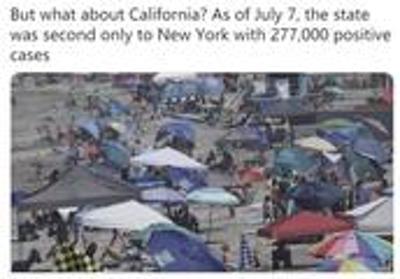 But what about California? As of July 7, the state
was second only to New York with 277,000 positive
cases